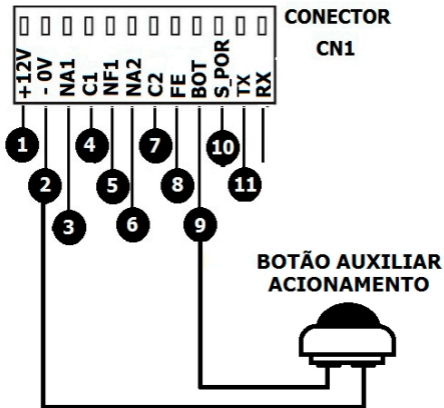 CONECTOR
CN1
+12V
- 0V
NA1
C1
NF1
NA2
C2
FE
BOT
S_POR
TX
RX
1
4
7
10
2
5
8
11
3
6
9
BOTÃO AUXILIAR
ACIONAMENTO